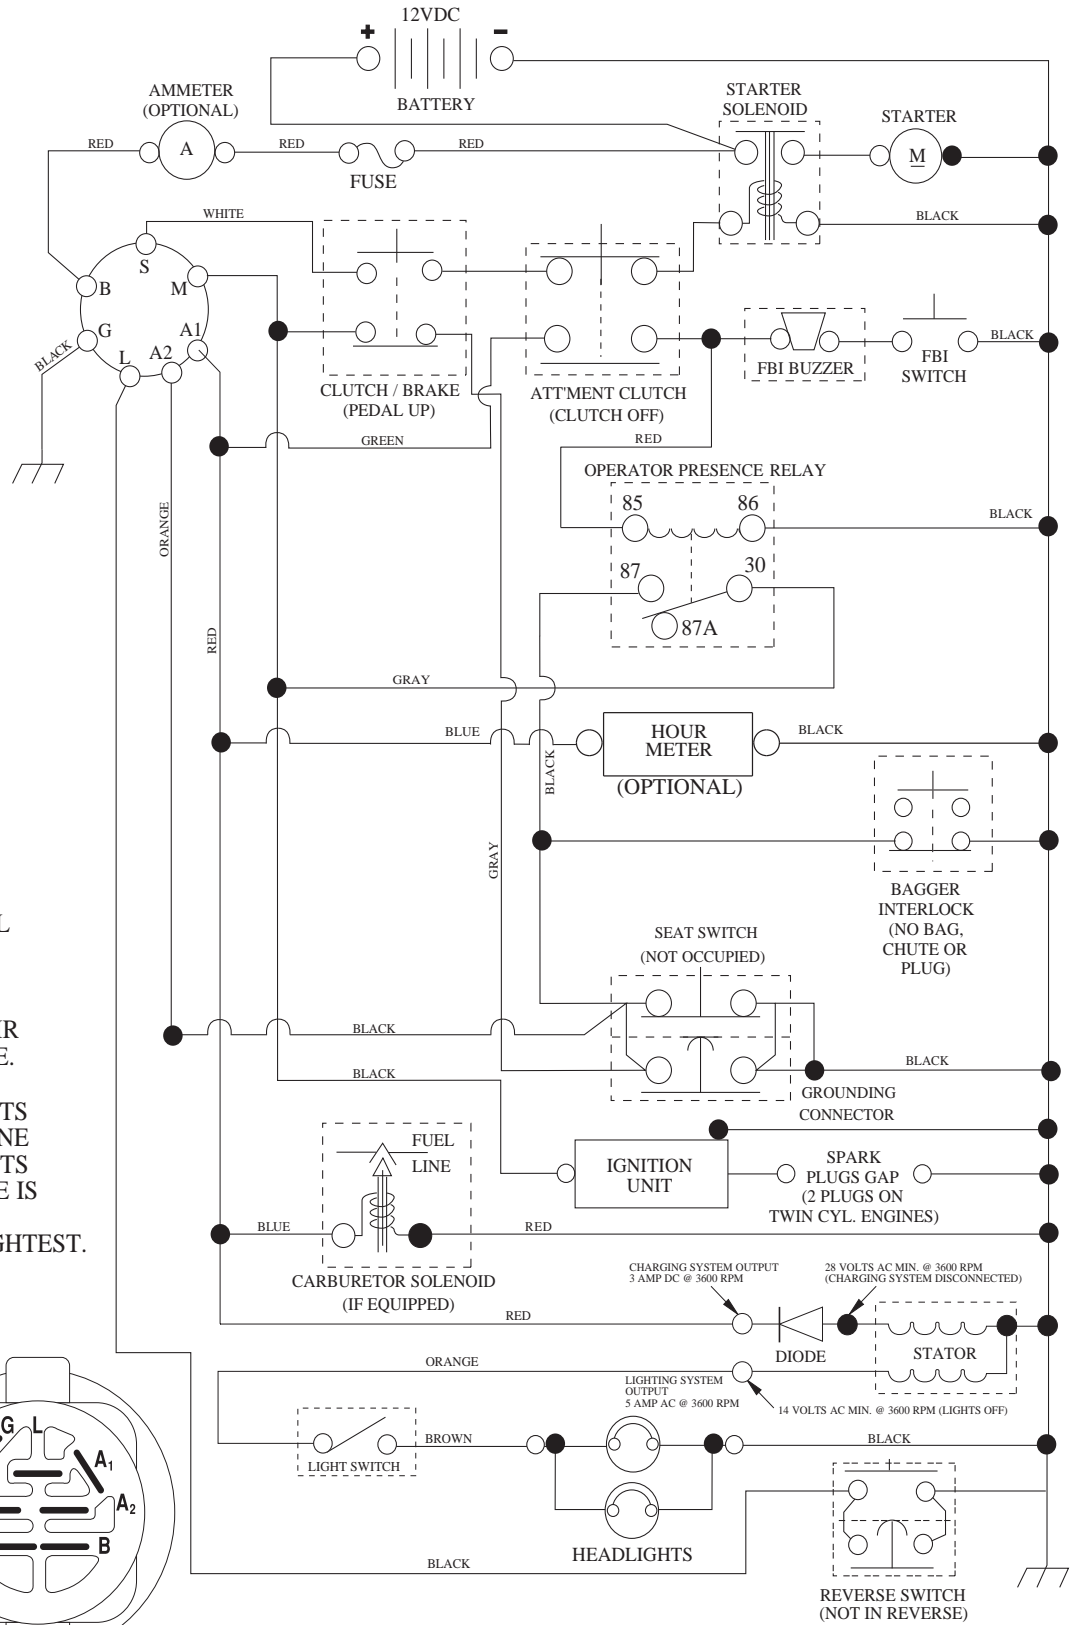 12VDC
+
-
BATTERY
AMMETER
(OPTIONAL)
A
RED
RED
RED
FUSE
STARTER
SOLENOID
STARTER
M
BLACK
WHITE
S
B
M
G
A1
L
A2
BLACK
CLUTCH / BRAKE
(PEDAL UP)
ATT'MENT CLUTCH
(CLUTCH OFF)
FBI BUZZER
FBI
SWITCH
BLACK
GREEN
RED
OPERATOR PRESENCE RELAY
85
86
87
30
87A
BLACK
ORANGE
RED
GRAY
BLUE
HOUR
METER
(OPTIONAL)
BLACK
BLACK
GRAY
BAGGER
INTERLOCK
(NO BAG,
CHUTE OR
PLUG)
SEAT SWITCH
(NOT OCCUPIED)
BLACK
BLACK
BLACK
GROUNDING
CONNECTOR
L
IR
E.
TS
NE
TS
E IS
GHTEST.
FUEL
LINE
BLUE
RED
CARBURETOR SOLENOID
(IF EQUIPPED)
IGNITION
UNIT
SPARK
PLUGS GAP
(2 PLUGS ON
TWIN CYL. ENGINES)
CHARGING SYSTEM OUTPUT
3 AMP DC @ 3600 RPM
28 VOLTS AC MIN. @ 3600 RPM
(CHARGING SYSTEM DISCONNECTED)
RED
DIODE
STATOR
ORANGE
LIGHTING SYSTEM
OUTPUT
5 AMP AC @ 3600 RPM
14 VOLTS AC MIN. @ 3600 RPM (LIGHTS OFF)
LIGHT SWITCH
BROWN
BLACK
HEADLIGHTS
G
L
A1
A2
B
BLACK
REVERSE SWITCH
(NOT IN REVERSE)